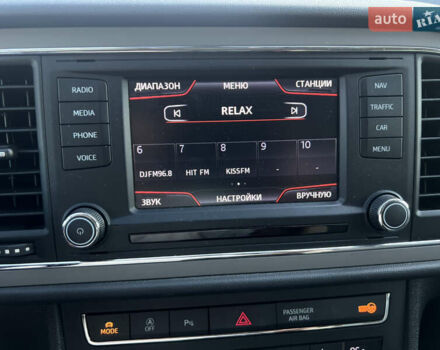 auto RIA
ДИАПАЗОН МЕНЮ СТАНЦИИ
RADIO
MEDIA
PHONE
VOICE
RELAX
6 7 8 9 10
DJFM96.8 HIT FM KISSFM - -
ЗВУК НАСТРОЙКИ ВРУЧНУЮ
NAV
TRAFFIC
CAR
MENU
MODE
A OFF
P
PASSENGER
AIR BAG